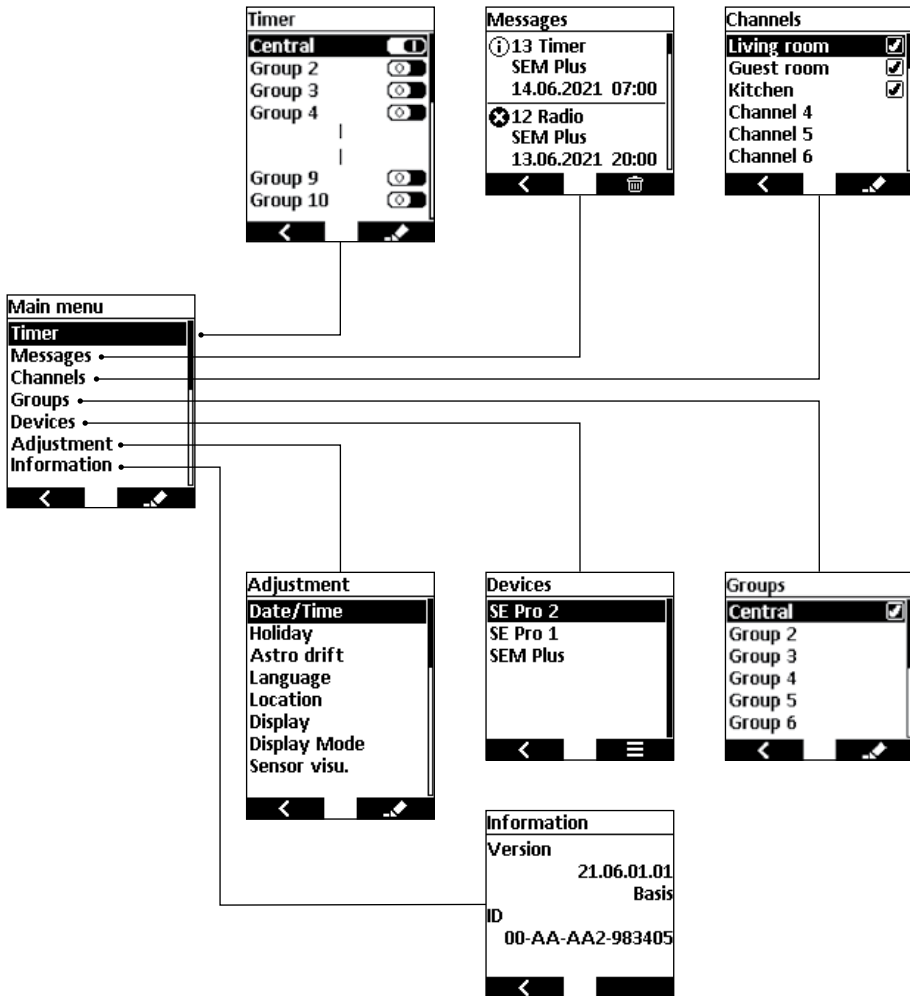 Timer
Central
Group 2
Group 3
Group 4
Group 9
Group 10
Messages
13 Timer
SEM Plus
14.06.2021 07:00
12 Radio
SEM Plus
13.06.2021 20:00
Channels
Living room
Guest room
Kitchen
Channel 4
Channel 5
Channel 6
Main menu
Timer
Messages
Channels
Groups
Devices
Adjustment
Information
Adjustment
Date/Time
Holiday
Astro drift
Language
Location
Display
Display Mode
Sensor visu.
Devices
SE Pro 2
SE Pro 1
SEM Plus
Groups
Central
Group 2
Group 3
Group 4
Group 5
Group 6
Information
Version
21.06.01.01
Basis
ID
00-AA-AA2-983405